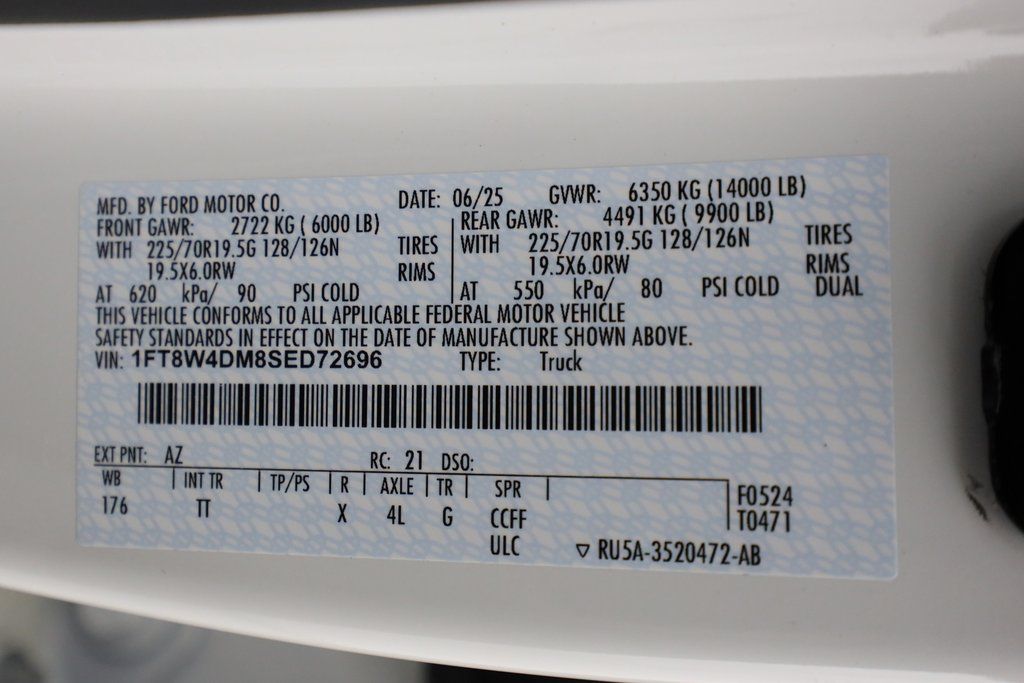 MFD. BY FORD MOTOR CO. DATE: 06/25 GVWR: 6350 KG (14000 LB)
FRONT GAWR: 2722 KG ( 6000 LB) REAR GAWR: 4491 KG ( 9900 LB)
WITH 225/70R19.5G 128/126N TIRES WITH 225/70R19.5G 128/126N TIRES
19.5X6.0RW RIMS 19.5X6.0RW RIMS
AT 620 kPa/ 90 PSI COLD AT 550 kPa/ 80 PSI COLD DUAL
THIS VEHICLE CONFORMS TO ALL APPLICABLE FEDERAL MOTOR VEHICLE
SAFETY STANDARDS IN EFFECT ON THE DATE OF MANUFACTURE SHOWN ABOVE.
VIN: 1FT8W4DM8SED72696 TYPE: Truck
EXT PNT: AZ RC: 21 DSO:
WB INT TR TP/PS R AXLE TR SPR F0524
176 TT X 4L G CCFF T0471
ULC RU5A-3520472-AB